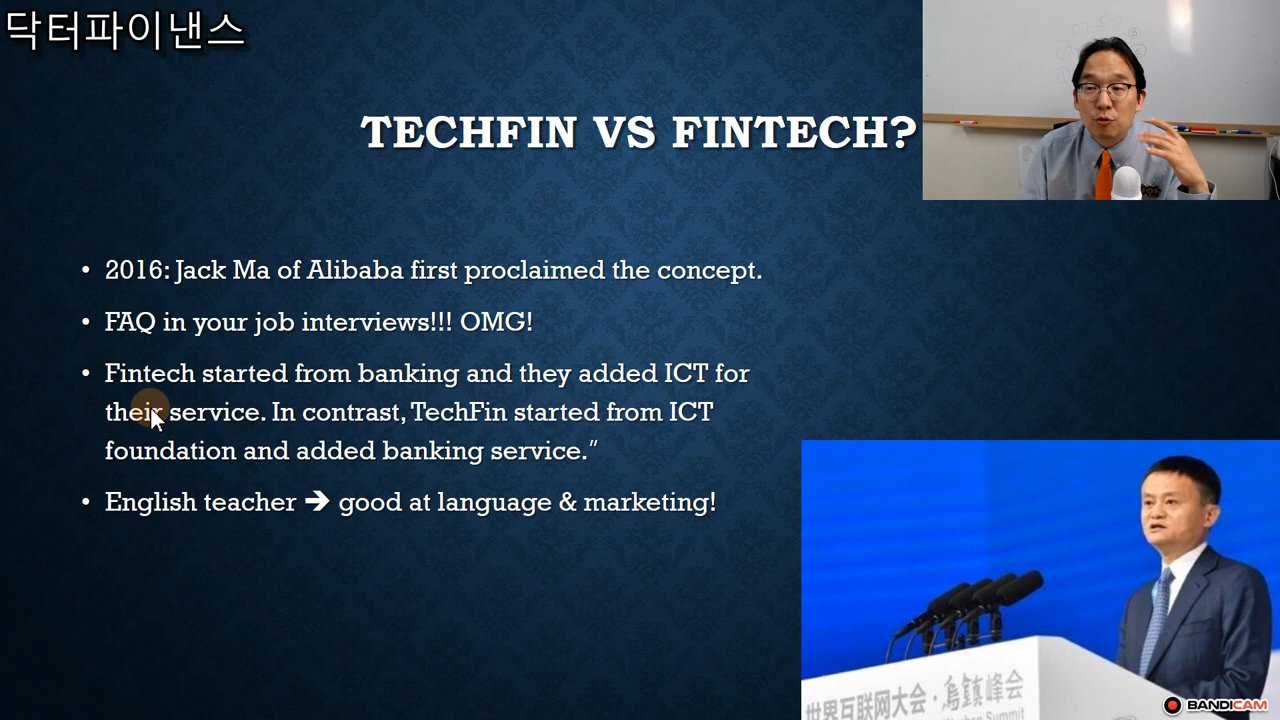 닥터파이낸스
TECHFIN VS FINTECH?
• 2016: Jack Ma of Alibaba first proclaimed the concept.
• FAQ in your job interviews!!! OMG!
• Fintech started from banking and they added ICT for
their service. In contrast, TechFin started from ICT
foundation and added banking service.″
• English teacher ➔ good at language & marketing!
世界互联网大会·乌镇峰会
Summit
BANDICAM